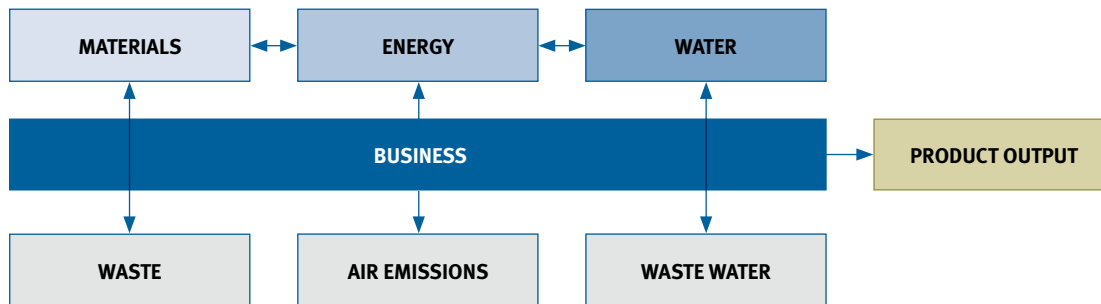 MATERIALS
ENERGY
WATER
BUSINESS
PRODUCT OUTPUT
WASTE
AIR EMISSIONS
WASTE WATER